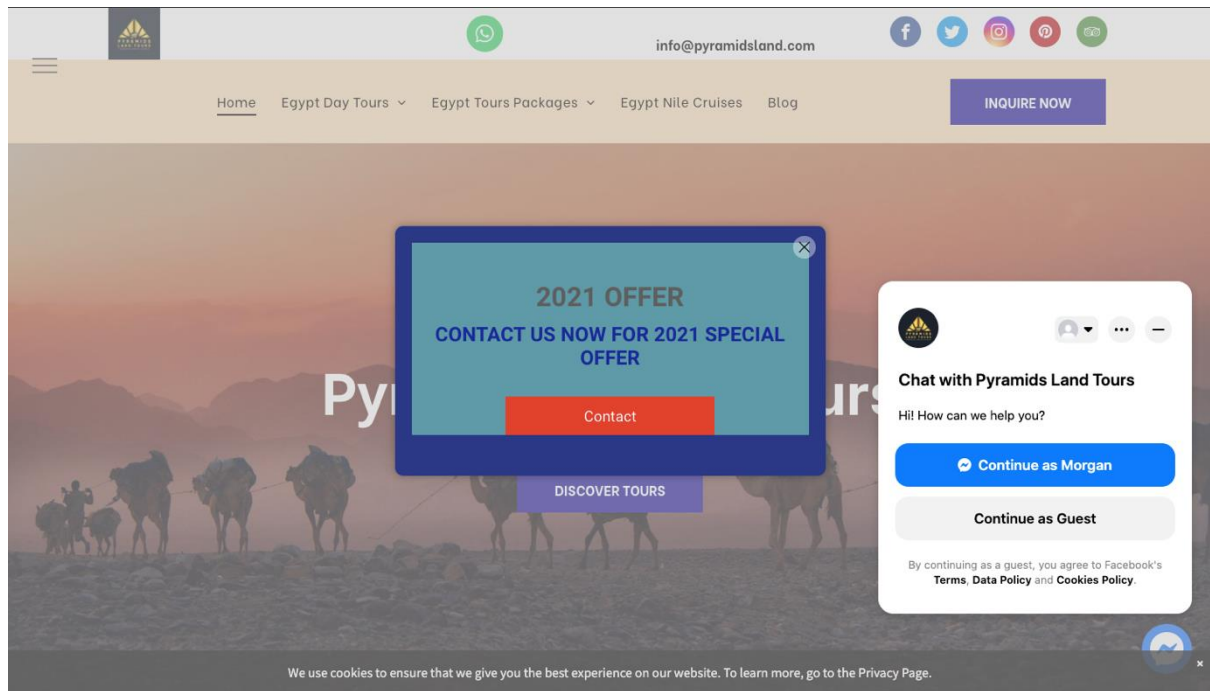 PYRAMIDS
LAND TOURS
info@pyramidsland.com
Home Egypt Day Tours Egypt Tours Packages Egypt Nile Cruises Blog
INQUIRE NOW
2021 OFFER
CONTACT US NOW FOR 2021 SPECIAL
OFFER
Contact
DISCOVER TOURS
Chat with Pyramids Land Tours
Hi! How can we help you?
Continue as Morgan
Continue as Guest
By continuing as a guest, you agree to Facebook's
Terms, Data Policy and Cookies Policy.
We use cookies to ensure that we give you the best experience on our website. To learn more, go to the Privacy Page.